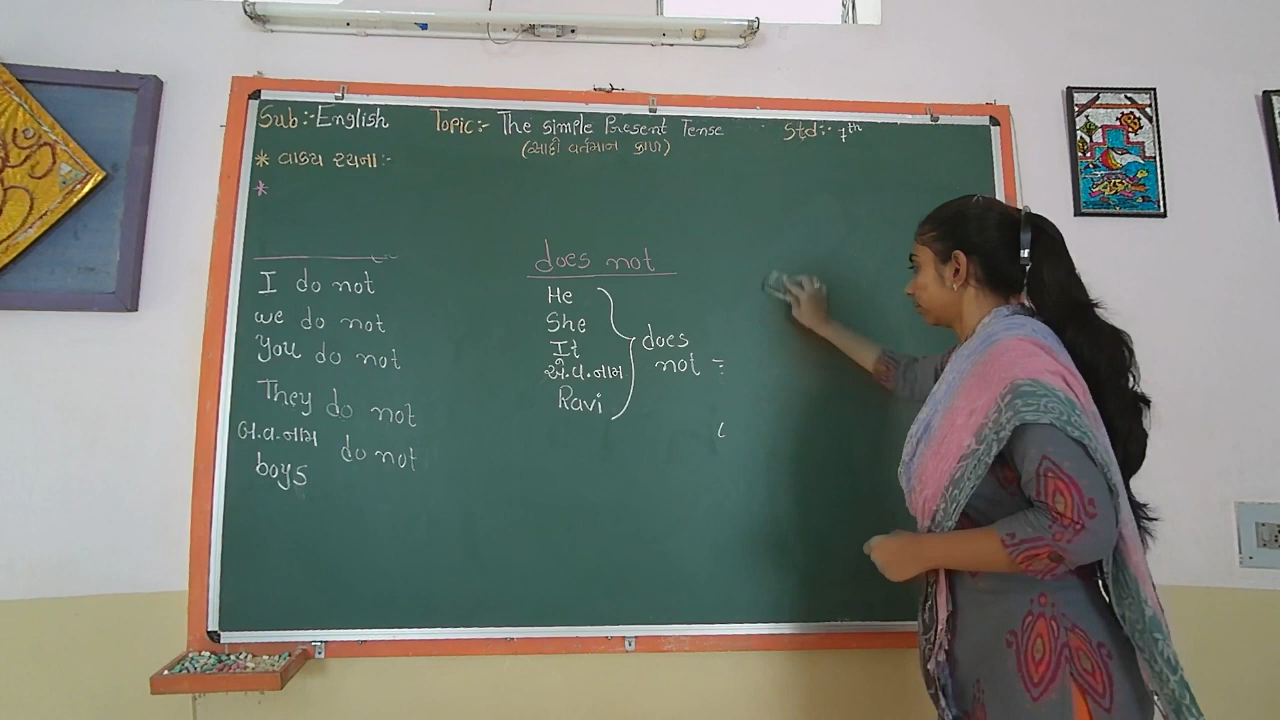 Sub:- English Topic:- The simple Present Tense Std:- 7th
(સાદો વર્તમાન કાળ)
* વાક્ય રચના:-
*
does not
I do not
we do not
You do not
They do not
બ.વ.નામ do not
boys
He
She
It
એ.વ.નામ
Ravi
does
not =